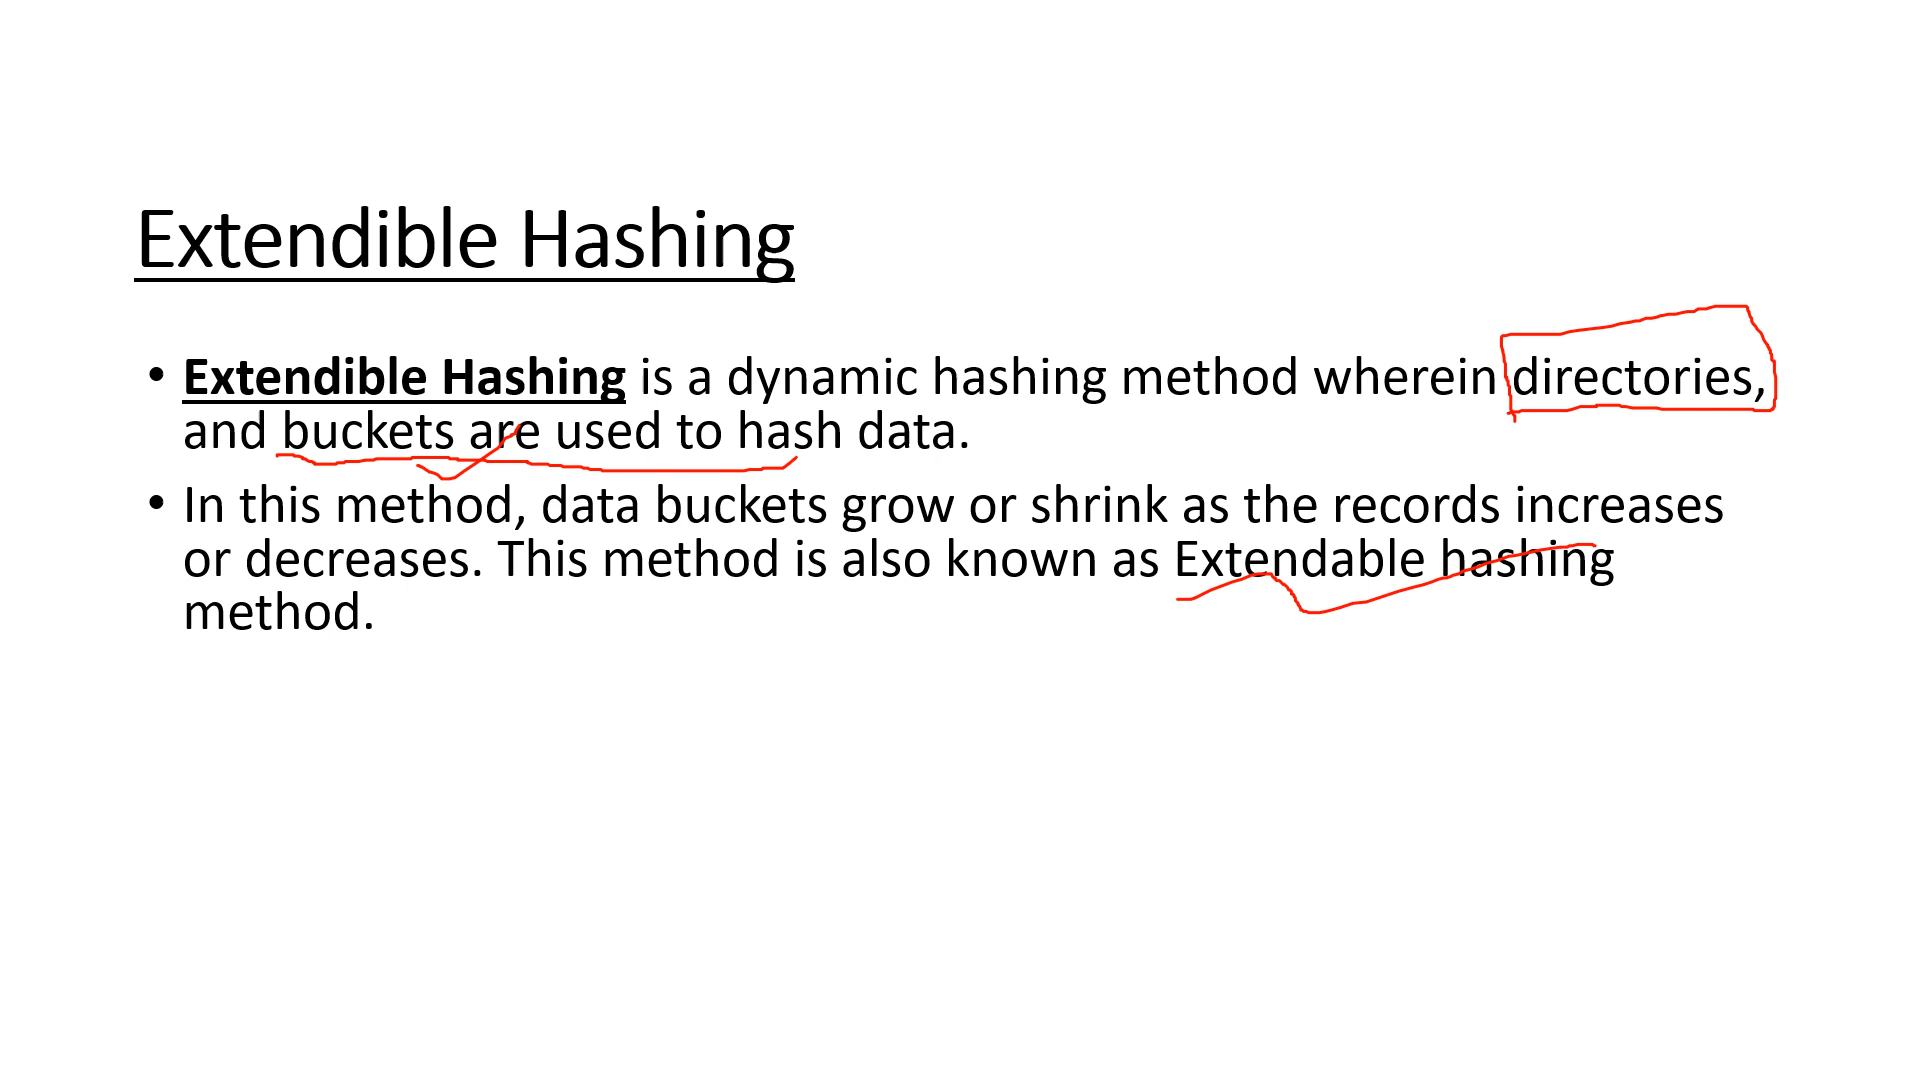 Extendible Hashing
• Extendible Hashing is a dynamic hashing method wherein directories,
and buckets are used to hash data.
• In this method, data buckets grow or shrink as the records increases
or decreases. This method is also known as Extendable hashing
method.